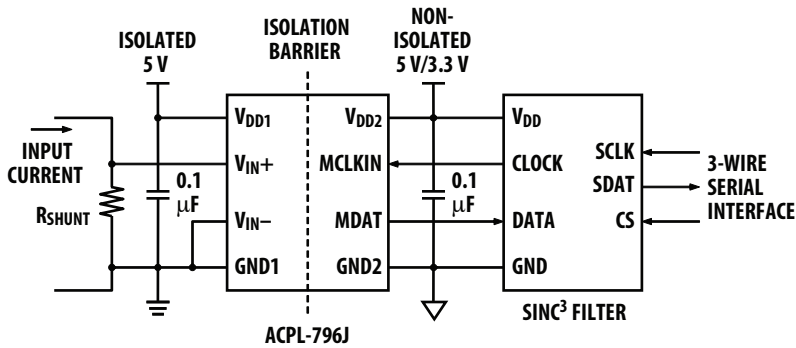 ISOLATED
5 V
ISOLATION
BARRIER
NON-
ISOLATED
5 V/3.3 V
INPUT
CURRENT
RSHUNT
0.1
μF
VDD1
VIN+
VIN–
GND1
VDD2
MCLKIN
MDAT
GND2
ACPL-796J
0.1
μF
VDD
CLOCK
DATA
GND
SCLK
SDAT
CS
SINC³ FILTER
3-WIRE
SERIAL
INTERFACE